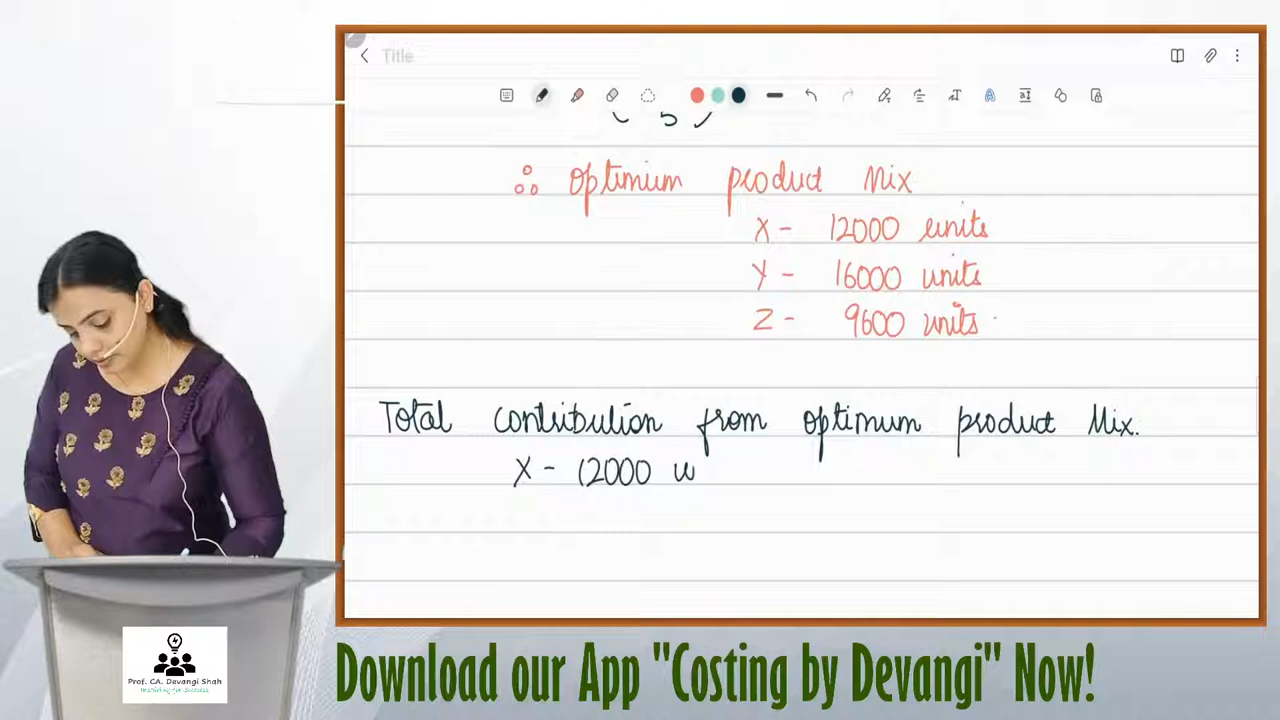 Title
∴ optimium product Mix
X - 12000 units
Y - 16000 units
Z - 9600 units
Total contribution from optimum product Mix.
X - 12000 u
Prof. CA. Devangi Shah
Download our App "Costing by Devangi" Now!